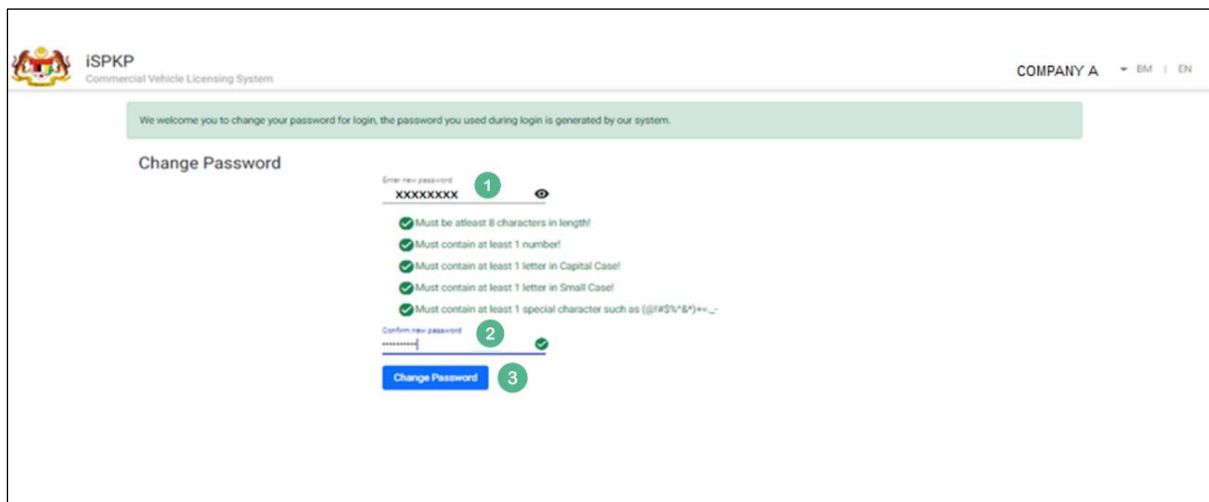 iSPKP
Commercial Vehicle Licensing System
COMPANY A BM | EN
We welcome you to change your password for login, the password you used during login is generated by our system.
Change Password
Enter new password
XXXXXXXX 1
Must be atleast 8 characters in length!
Must contain at least 1 number!
Must contain at least 1 letter in Capital Case!
Must contain at least 1 letter in Small Case!
Must contain at least 1 special character such as (@!#$%^&*)+=._-
Confirm new password
2
Change Password 3